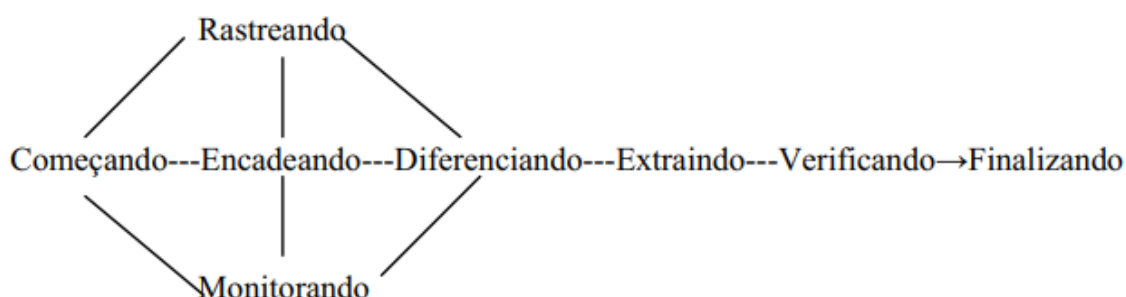 Rastreando
Começando---Encadeando---Diferenciando---Extraindo---Verificando→Finalizando
Monitorando